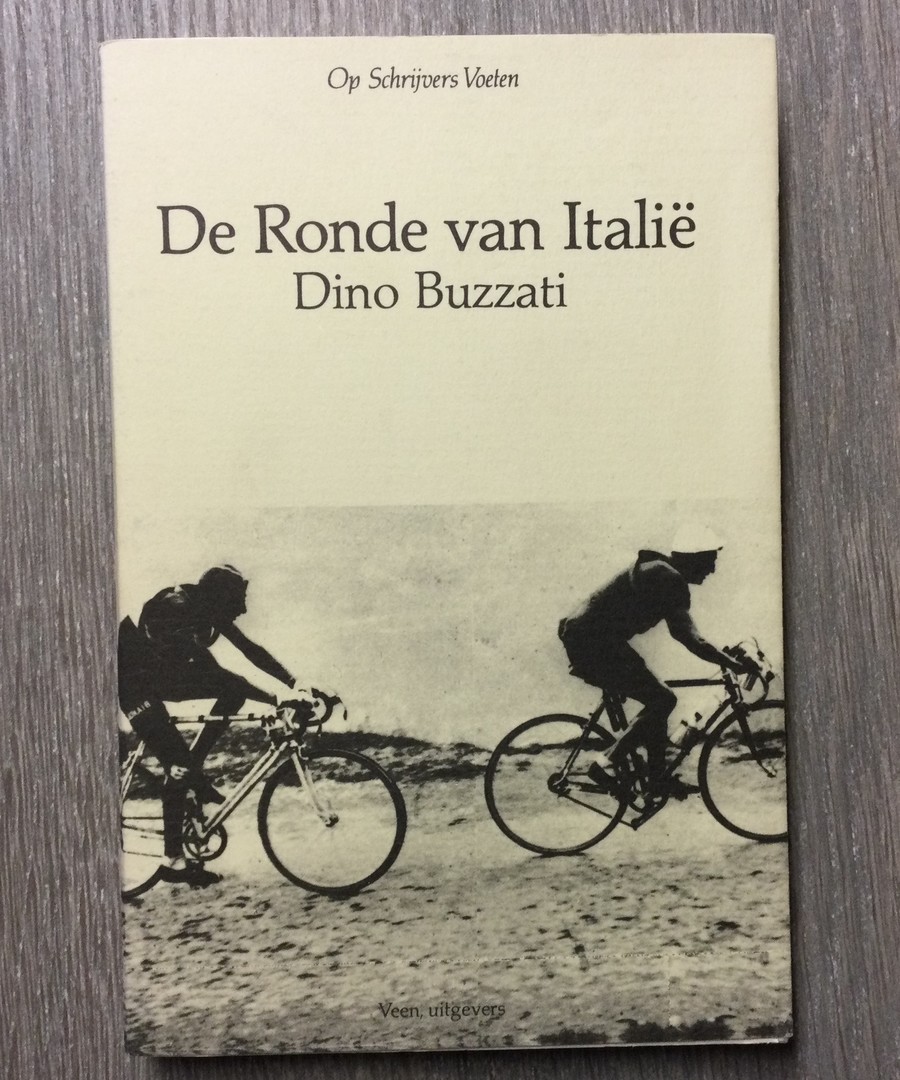 Op Schrijvers Voeten
De Ronde van Italië
Dino Buzzati
Veen, uitgevers